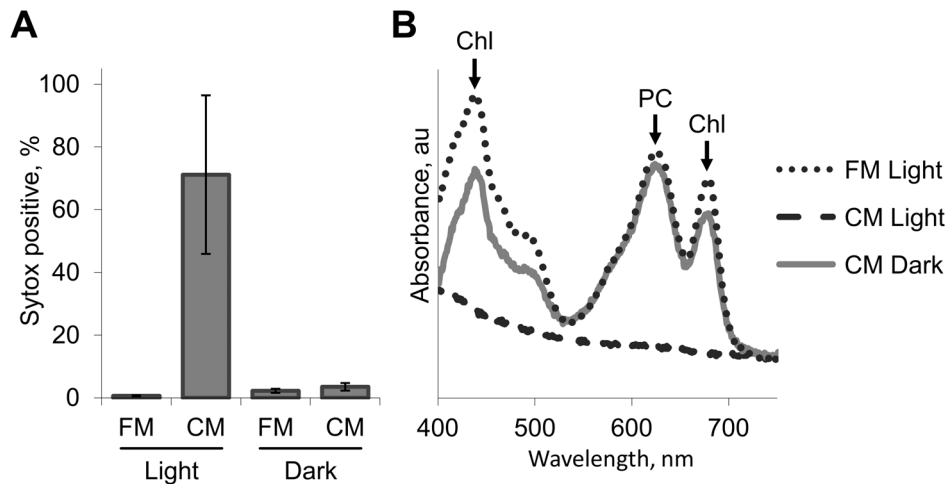 A
Sytox positive, %
100
80
60
40
20
0
FM CM FM CM
Light Dark
B
Absorbance, au
Chl
PC
Chl
400 500 600 700
Wavelength, nm
FM Light
CM Light
CM Dark